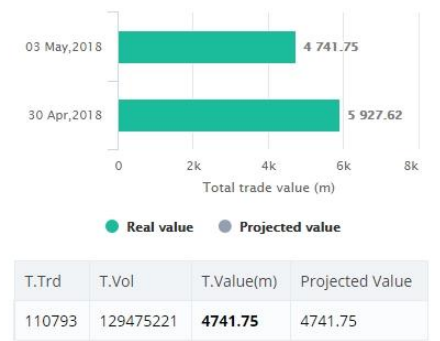 03 May,2018
4 741.75
30 Apr,2018
5 927.62
0 2k 4k 6k 8k
Total trade value (m)
Real value Projected value
T.Trd T.Vol T.Value(m) Projected Value
110793 129475221 4741.75 4741.75